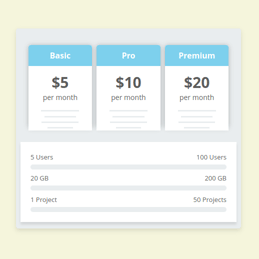 Basic Pro Premium
$5 $10 $20
per month per month per month
5 Users 100 Users
20 GB 200 GB
1 Project 50 Projects